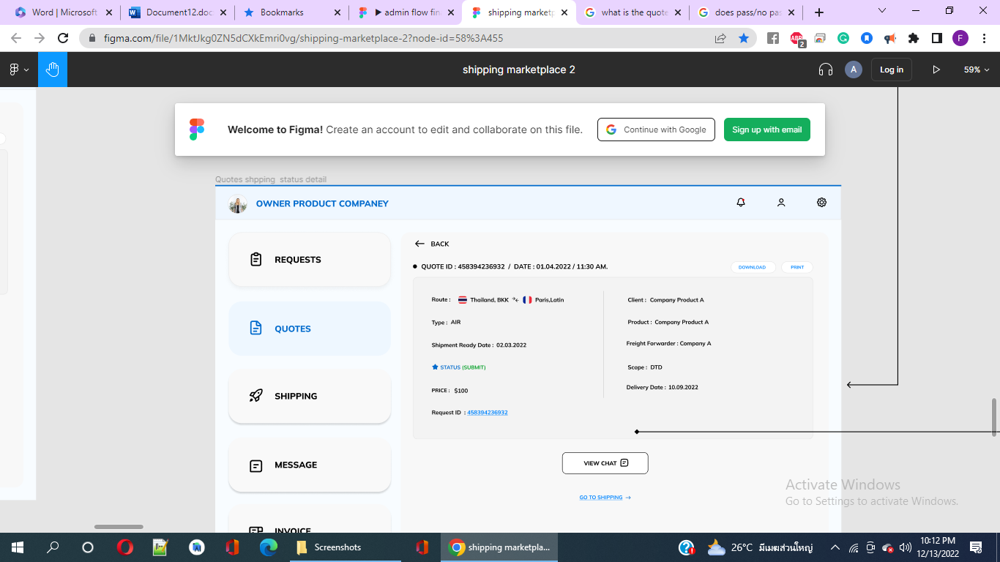 Word | Microsoft
Document12.doc
Bookmarks
admin flow fin
shipping marketp
what is the quote
does pass/no pas
figma.com/file/1MktJkg0ZN5dCXkEmri0vg/shipping-marketplace-2?node-id=58%3A455
ABP
2
F
shipping marketplace 2
A
Log in
59%
Welcome to Figma! Create an account to edit and collaborate on this file.
Continue with Google
Sign up with email
Quotes shpping status detail
OWNER PRODUCT COMPANEY
REQUESTS
QUOTES
SHIPPING
MESSAGE
INVOICE
BACK
QUOTE ID : 458394236932 / DATE : 01.04.2022 / 11:30 AM.
DOWNLOAD
PRINT
Route : Thailand, BKK Paris,Latin
Type : AIR
Shipment Ready Date : 02.03.2022
STATUS (SUBMIT)
PRICE : $100
Request ID : 458394236932
Client : Company Product A
Product : Company Product A
Freight Forwarder : Company A
Scope : DTD
Delivery Date : 10.09.2022
VIEW CHAT
GO TO SHIPPING
Activate Windows
Go to Settings to activate Windows.
Screenshots
shipping marketpla...
26°C มีเมฆส่วนใหญ่
10:12 PM
12/13/2022